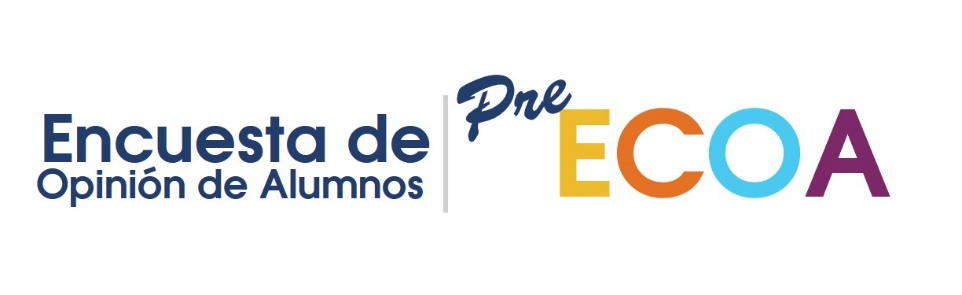 Encuesta de
Opinión de Alumnos
Pre
ECOA